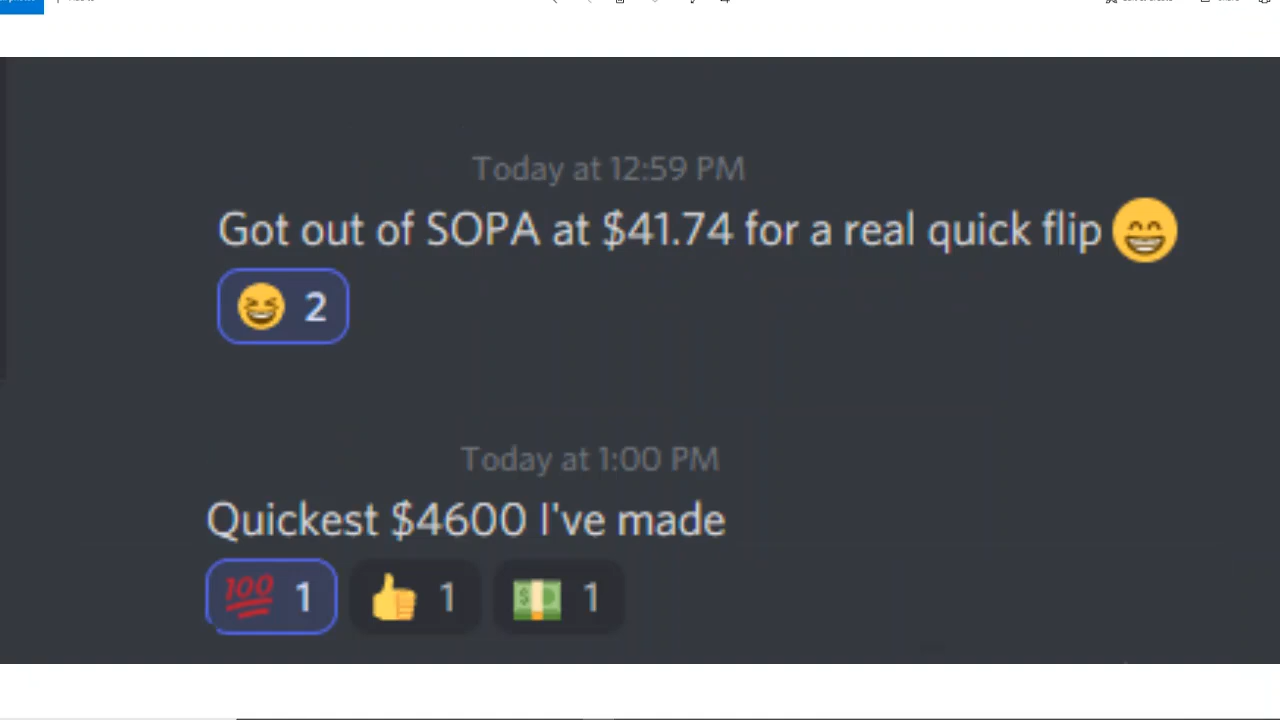 Today at 12:59 PM
Got out of SOPA at $41.74 for a real quick flip 😄
😆 2
Today at 1:00 PM
Quickest $4600 I've made
💯 1 👍 1 💵 1